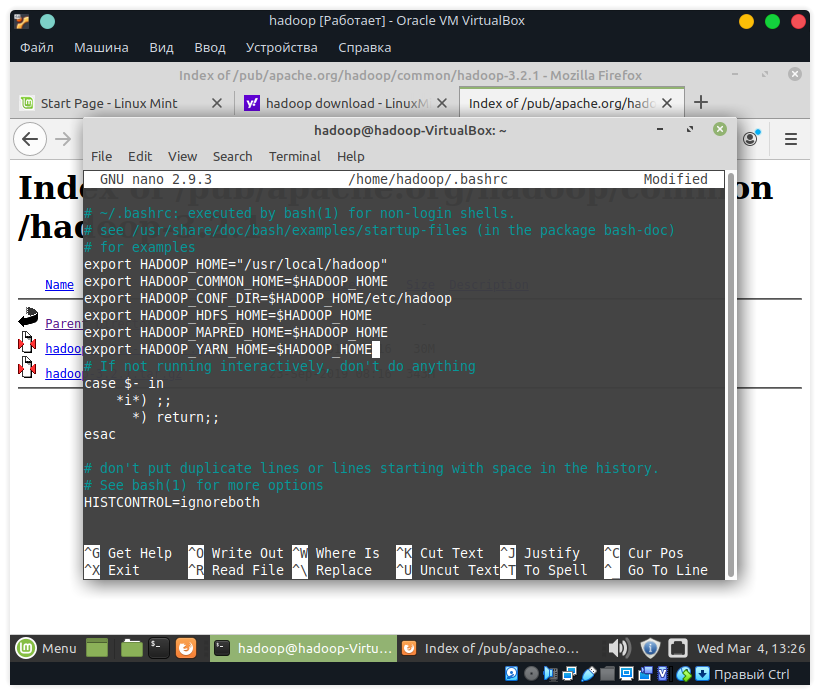 hadoop [Работает] - Oracle VM VirtualBox
Файл Машина Вид Ввод Устройства Справка
Index of /pub/apache.org/hadoop/common/hadoop-3.2.1 - Mozilla Firefox
Start Page - Linux Mint
hadoop download - LinuxM
Index of /pub/apache.org/hado
hadoop@hadoop-VirtualBox: ~
File Edit View Search Terminal Help
GNU nano 2.9.3 /home/hadoop/.bashrc Modified
Index of /pub/apache.org/hadoop/common
/had
# ~/.bashrc: executed by bash(1) for non-login shells.
# see /usr/share/doc/bash/examples/startup-files (in the package bash-doc)
# for examples
export HADOOP_HOME="/usr/local/hadoop"
export HADOOP_COMMON_HOME=$HADOOP_HOME
export HADOOP_CONF_DIR=$HADOOP_HOME/etc/hadoop
export HADOOP_HDFS_HOME=$HADOOP_HOME
export HADOOP_MAPRED_HOME=$HADOOP_HOME
export HADOOP_YARN_HOME=$HADOOP_HOME
# If not running interactively, don't do anything
case $- in
*i*) ;;
*) return;;
esac
# don't put duplicate lines or lines starting with space in the history.
# See bash(1) for more options
HISTCONTROL=ignoreboth
Name
Description
Paren
hadoo
hadoo
^G Get Help ^O Write Out ^W Where Is ^K Cut Text ^J Justify ^C Cur Pos
^X Exit ^R Read File ^\ Replace ^U Uncut Text ^T To Spell ^_ Go To Line
Menu
hadoop@hadoop-Virtu...
Index of /pub/apache.o...
Wed Mar 4, 13:26
Правый Ctrl